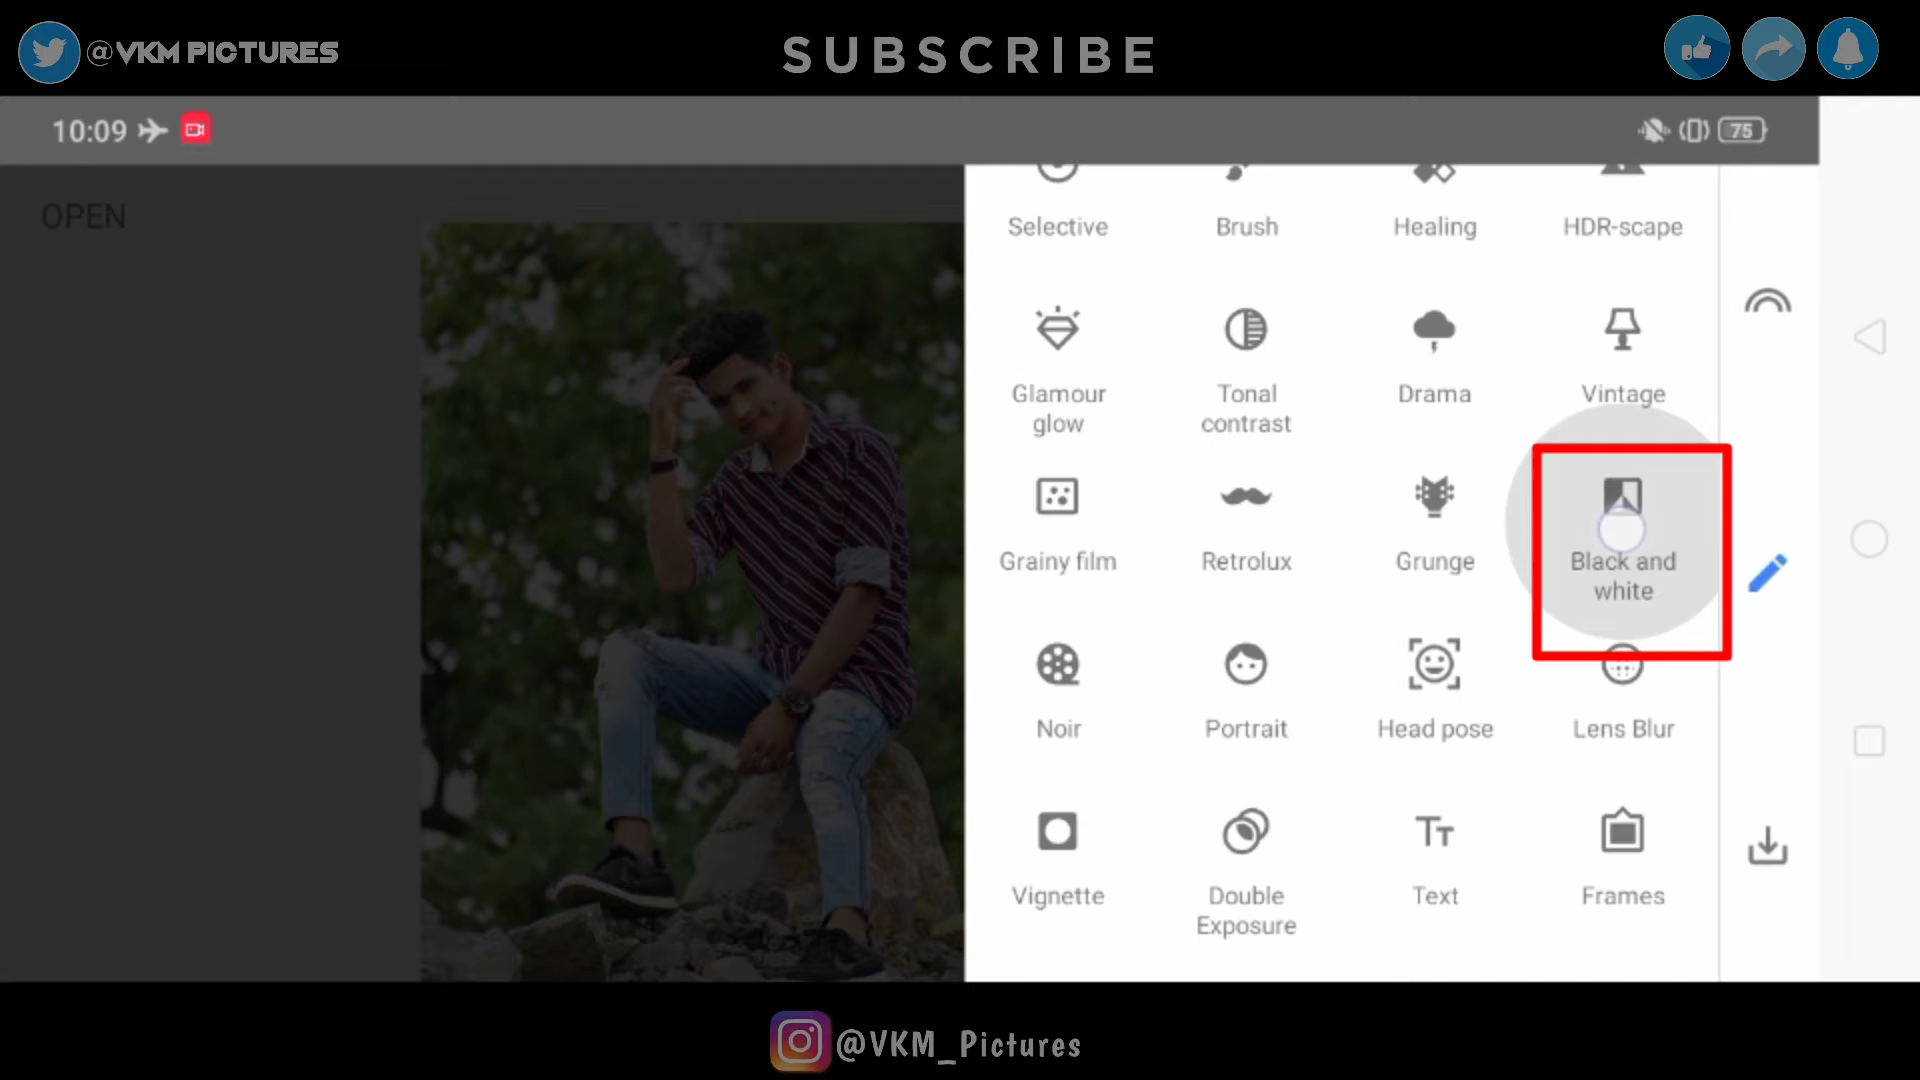 @VKM PICTURES
SUBSCRIBE
10:09
75
OPEN
Selective
Brush
Healing
HDR-scape
Glamour
glow
Tonal
contrast
Drama
Vintage
Grainy film
Retrolux
Grunge
Black and
white
Noir
Portrait
Head pose
Lens Blur
Vignette
Double
Exposure
Text
Frames
@VKM_Pictures